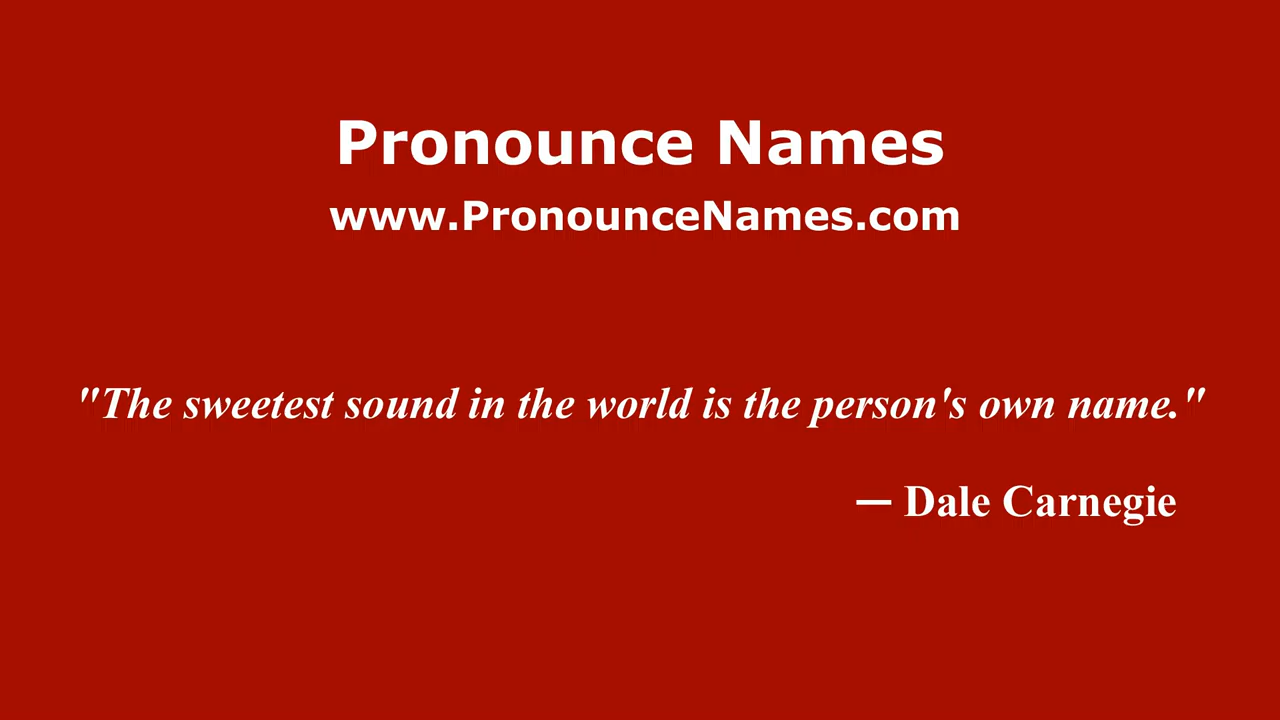 Pronounce Names
www.PronounceNames.com
"The sweetest sound in the world is the person's own name."
— Dale Carnegie